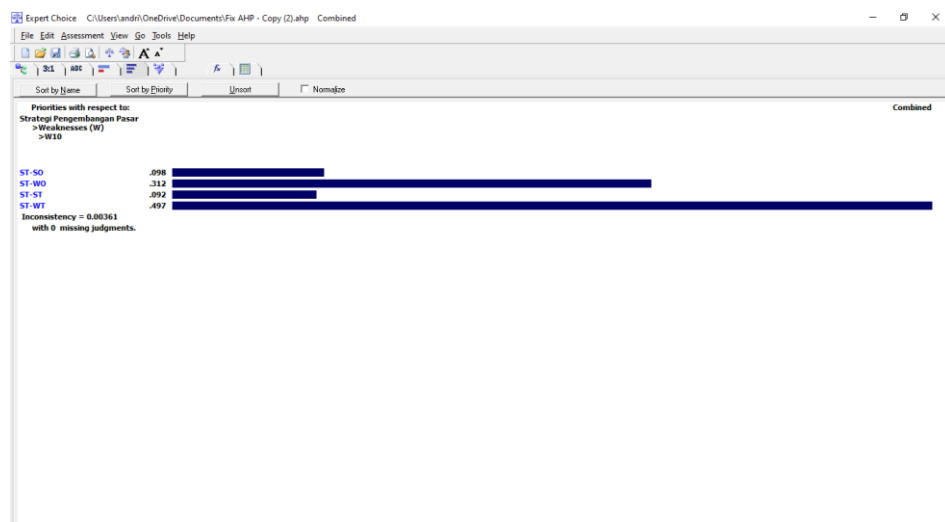 Expert Choice C:\Users\andri\OneDrive\Documents\Fix AHP - Copy (2).ahp Combined
File Edit Assessment View Go Tools Help
A A
3:1 ABC fx
Sort by Name Sort by Priority Unsort Normalize
Priorities with respect to: Combined
Strategi Pengembangan Pasar
>Weaknesses (W)
>W10
ST-SO .098
ST-WO .312
ST-ST .092
ST-WT .497
Inconsistency = 0.00361
with 0 missing judgments.